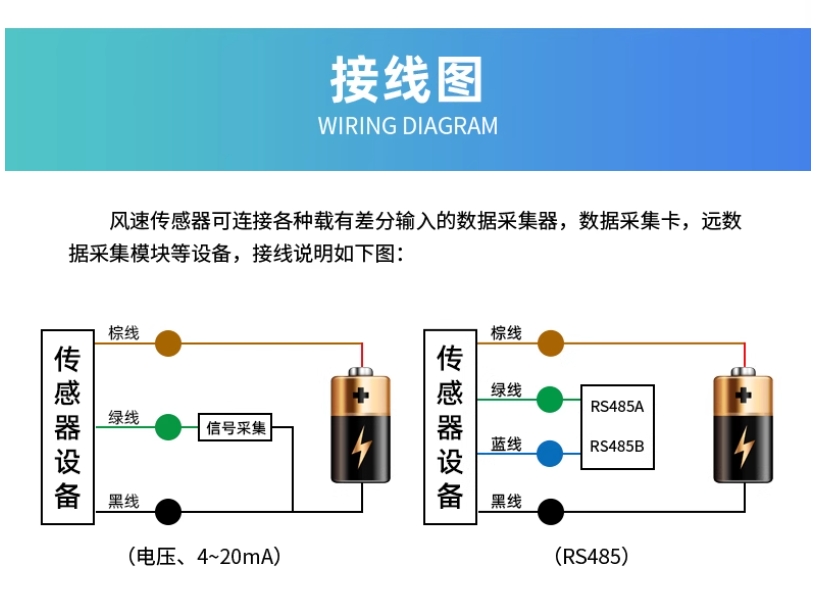 接线图
WIRING DIAGRAM
风速传感器可连接各种载有差分输入的数据采集器，数据采集卡，远数
据采集模块等设备，接线说明如下图：
传感器设备
棕线
绿线
信号采集
黑线
（电压、4~20mA）
传感器设备
棕线
绿线
RS485A
蓝线
RS485B
黑线
（RS485）